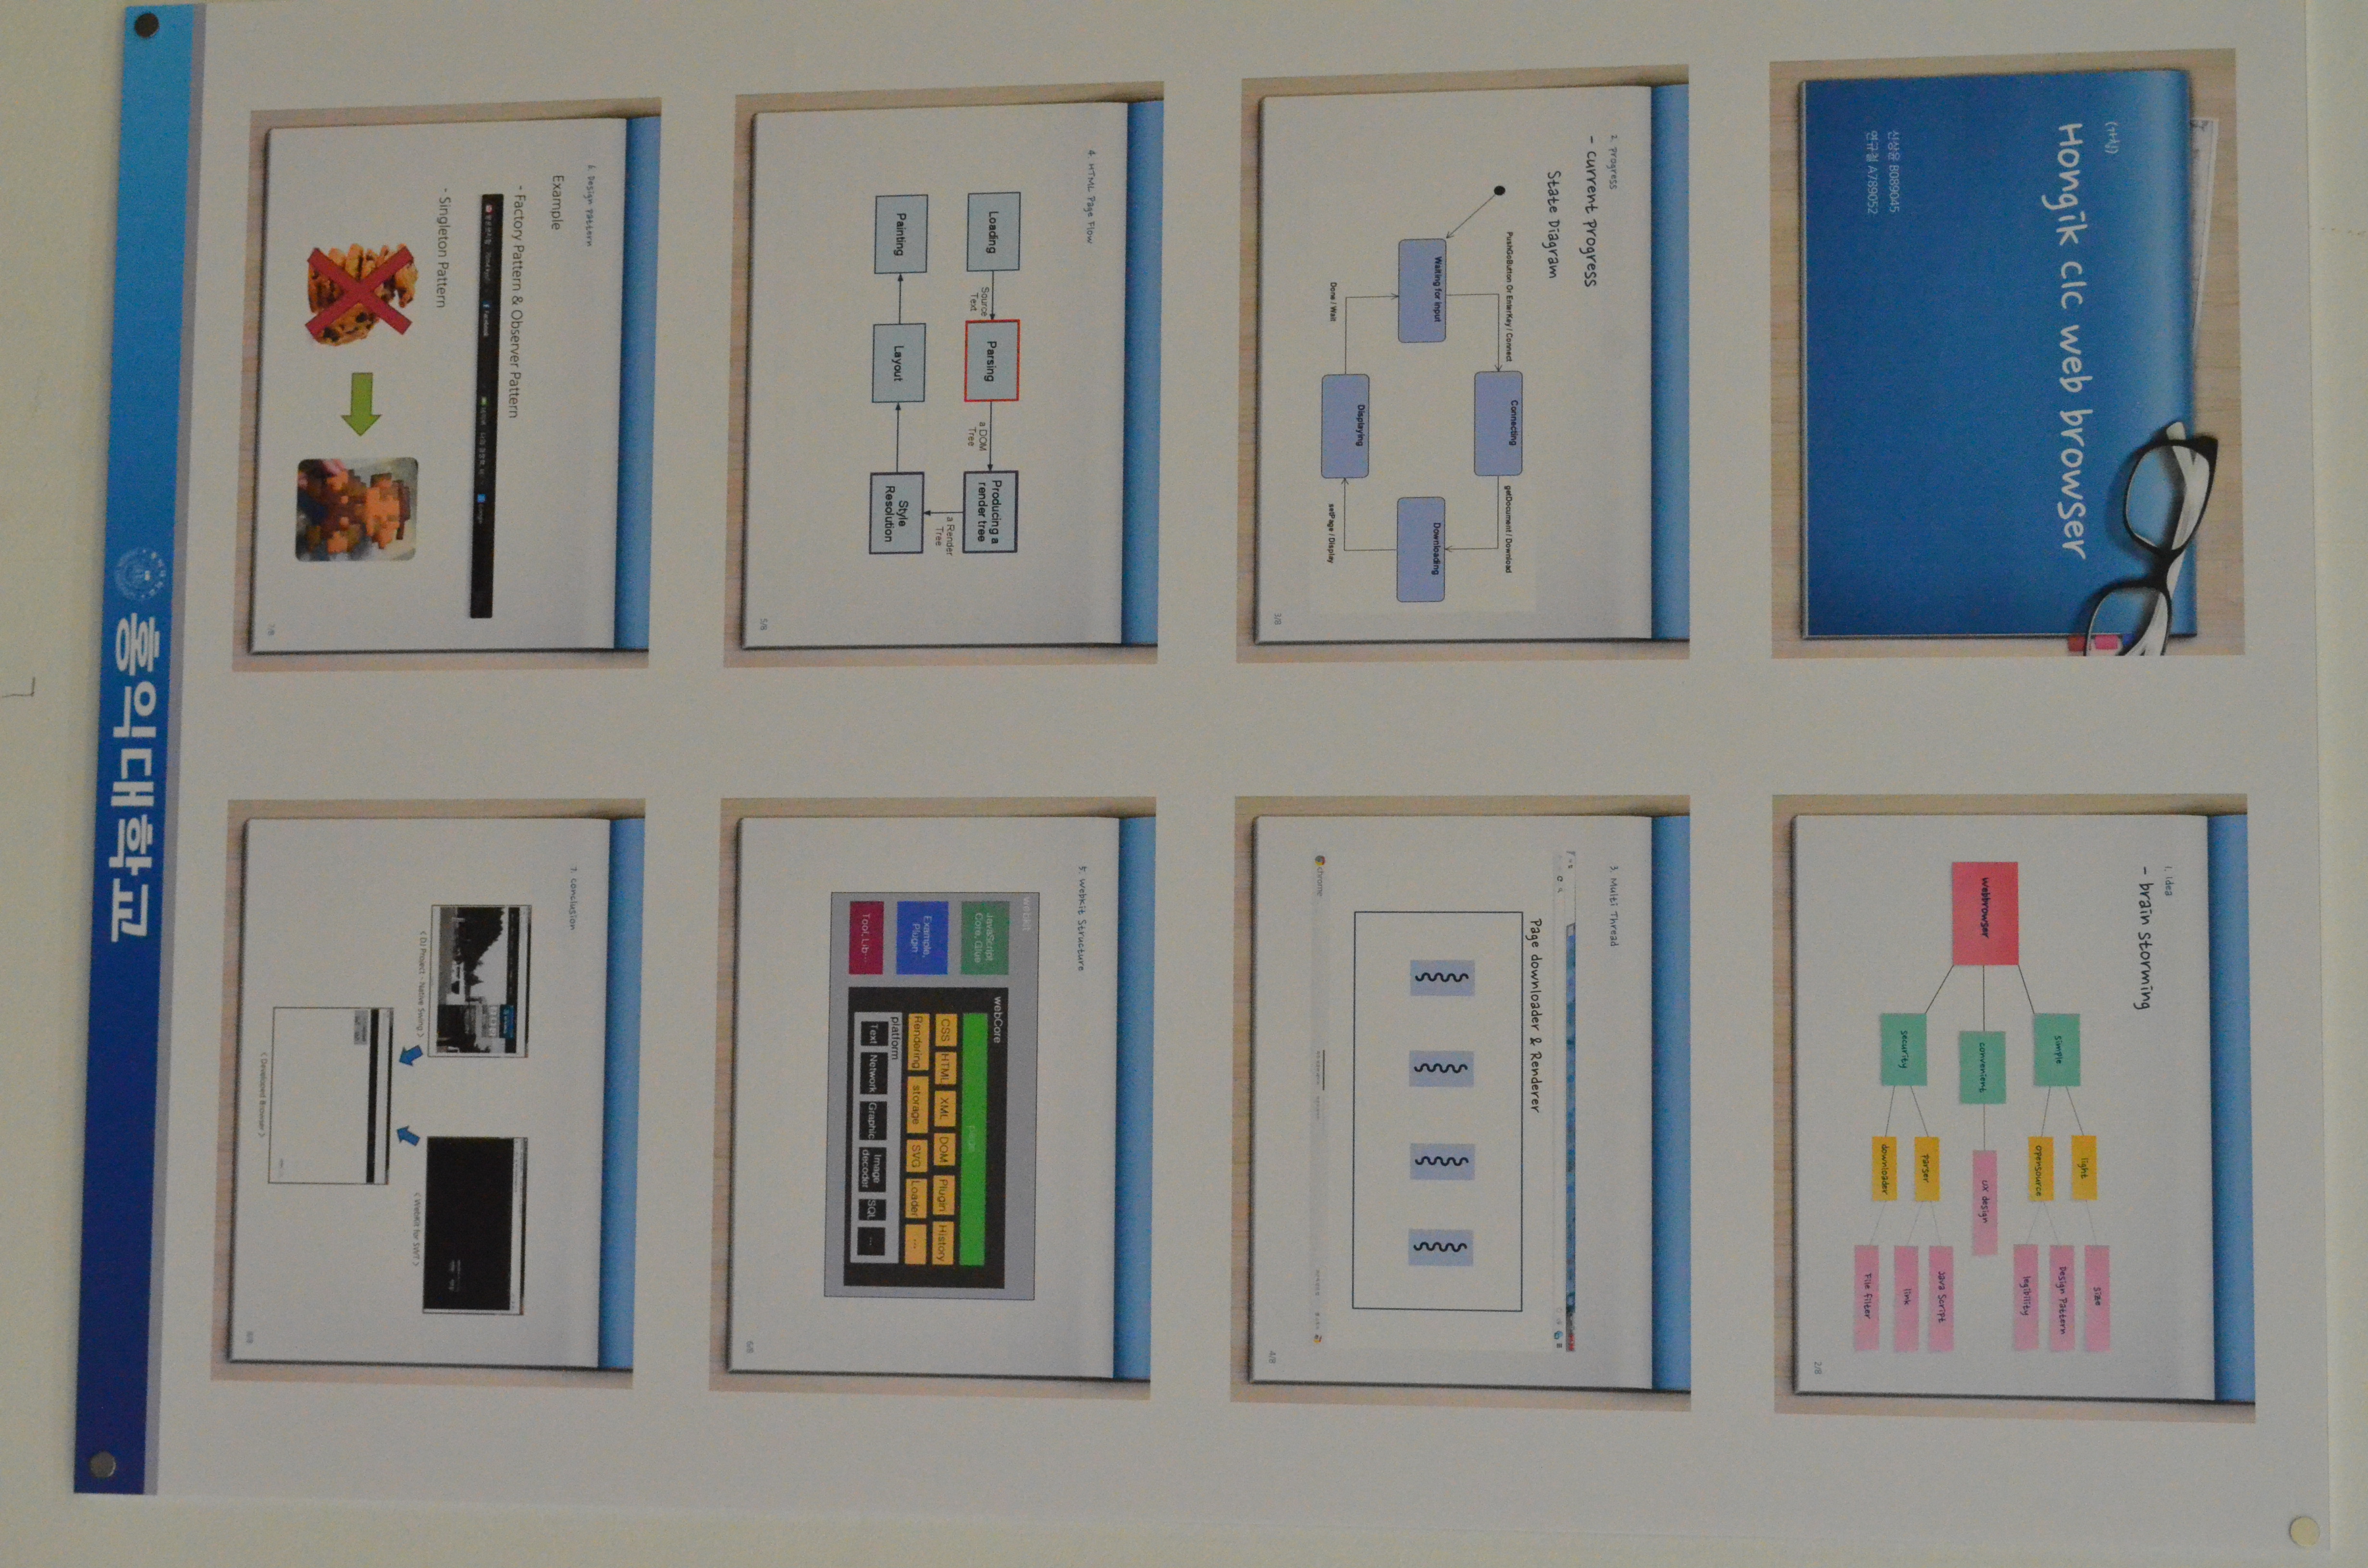 (가칭)
Hongik CIC web browser
신상윤 B089045
연규철 A789052
1. Idea
- brain storming
webbrowser
simple
convenient
security
light
opensource
UX design
parser
downloader
size
Design Pattern
legibility
Java Script
link
File filter
2/8
2. Progress
- current progress
State Diagram
PushGoButton Or EnterKey / Connect
Connecting
getDocument / Download
Waiting for input
Downloading
Displaying
Done / Wait
setPage / Display
3/8
3. Multi Thread
Page downloader & Renderer
chrome
4/8
4. HTML Page Flow
Loading
Source
Text
Parsing
a DOM
Tree
Producing a
render tree
a Render
Tree
Painting
Layout
Style
Resolution
5/8
5. Webkit Structure
webkit
JavaScript
Core, Glue
Example,
Plugin
Tool, Lib...
webCore
page
CSS HTML XML DOM Plugin History
Rendering storage SVG Loader ...
platform
Text Network Graphic Image decoder SQL ...
6/8
6. Design Pattern
Example
- Factory Pattern & Observer Pattern
Facebook
Google
- Singleton Pattern
7/8
7. Conclusion
< DJ Project - Native Swing >
< WebKit for SWT >
< Developed Browser >
8/8
홍익대학교